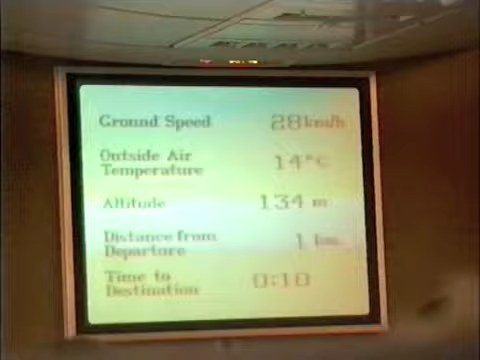 Ground Speed 28 km/h
Outside Air
Temperature 14°C
Altitude 134 m
Distance from
Departure 1 km
Time to
Destination 0:10